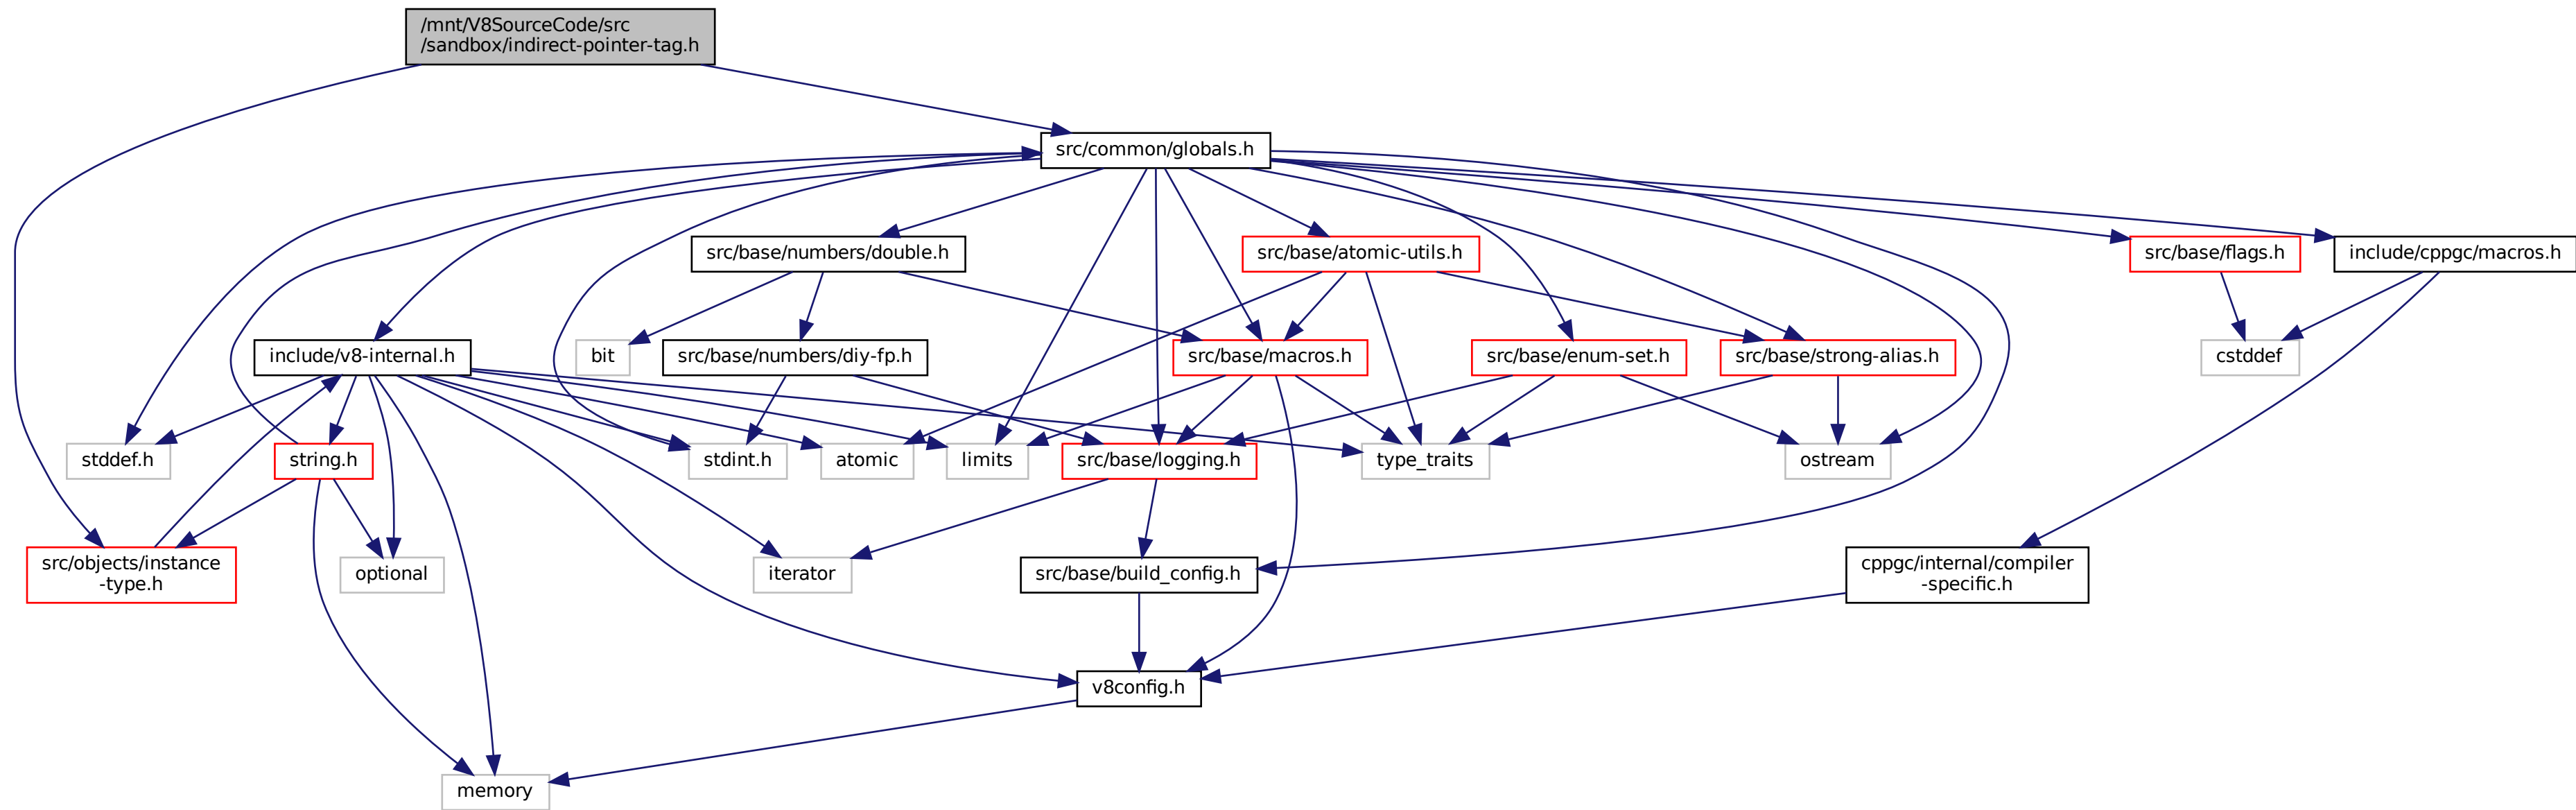 /mnt/V8SourceCode/src
/sandbox/indirect-pointer-tag.h
src/common/globals.h
src/base/numbers/double.h
src/base/atomic-utils.h
src/base/flags.h
include/cppgc/macros.h
include/v8-internal.h
bit
src/base/numbers/diy-fp.h
src/base/macros.h
src/base/enum-set.h
src/base/strong-alias.h
cstddef
stddef.h
string.h
stdint.h
atomic
limits
src/base/logging.h
type_traits
ostream
src/objects/instance
-type.h
optional
iterator
src/base/build_config.h
cppgc/internal/compiler
-specific.h
v8config.h
memory